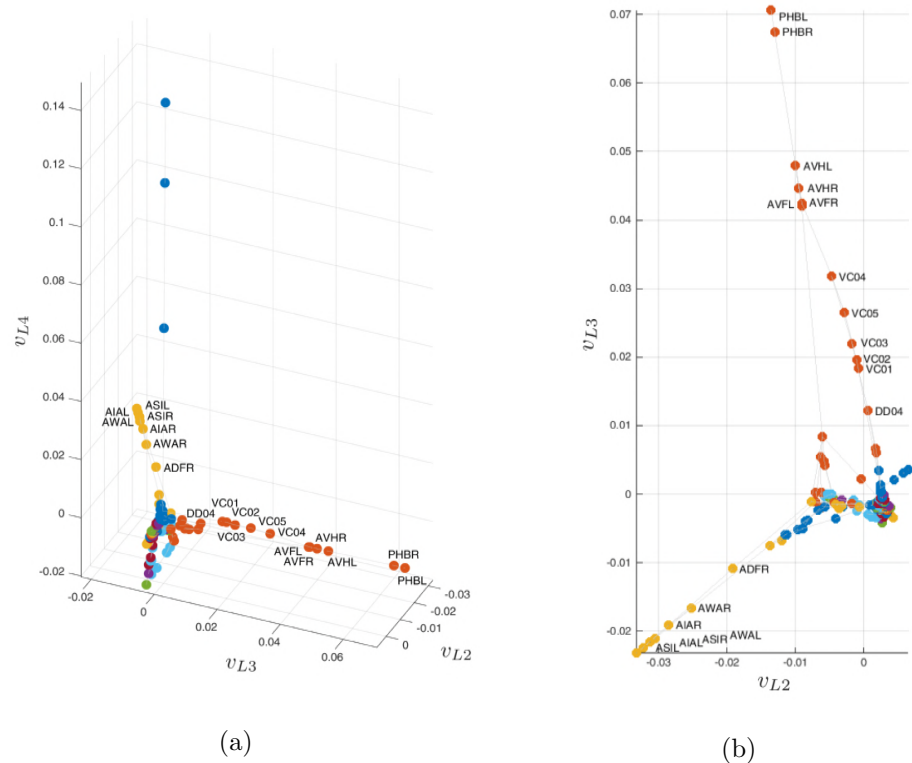 0.14
0.12
0.1
0.08
0.06
0.04
0.02
0
-0.02
v_{L4}
ASIL
AIAL
ASIR
AWAL
AIAR
AWAR
ADFR
DD04
VC01
VC02
VC03
VC05
VC04
AVHR
AVFL
AVFR
AVHL
PHBR
PHBL
-0.02
0
0.02
0.04
0.06
v_{L3}
-0.03
-0.02
-0.01
0
v_{L2}
(a)
0.07
0.06
0.05
0.04
0.03
0.02
0.01
0
-0.01
-0.02
v_{L3}
PHBL
PHBR
AVHL
AVHR
AVFL
AVFR
VC04
VC05
VC03
VC02
VC01
DD04
ADFR
AWAR
AIAR
ASIL AIAL ASIR AWAL
-0.03
-0.02
-0.01
0
v_{L2}
(b)